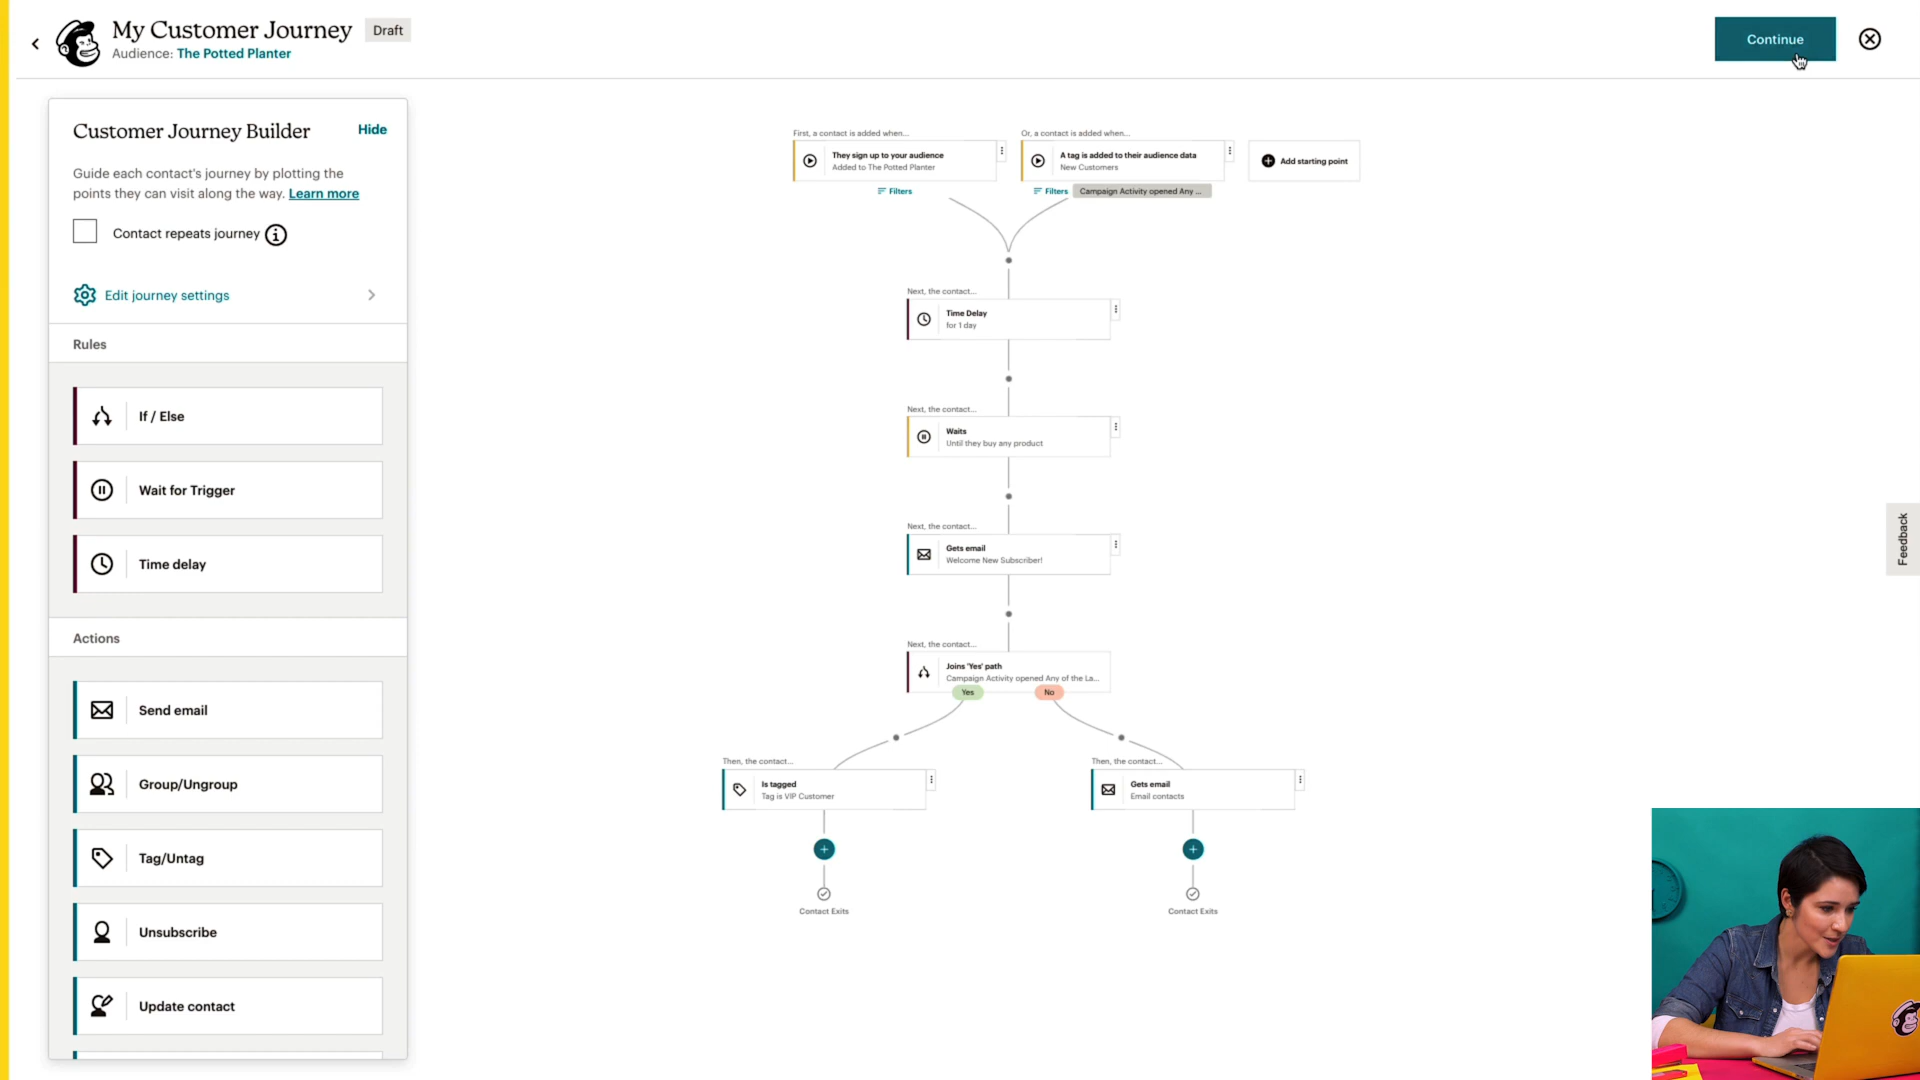 My Customer Journey
Draft
Audience: The Potted Planter
Continue
Customer Journey Builder
Hide
Guide each contact's journey by plotting the
points they can visit along the way. Learn more
Contact repeats journey
Edit journey settings
Rules
If / Else
Wait for Trigger
Time delay
Actions
Send email
Group/Ungroup
Tag/Untag
Unsubscribe
Update contact
First, a contact is added when...
They sign up to your audience
Added to The Potted Planter
Filters
Or, a contact is added when...
A tag is added to their audience data
New Customers
Filters
Campaign Activity opened Any ...
Add starting point
Next, the contact...
Time Delay
for 1 day
Next, the contact...
Waits
Until they buy any product
Next, the contact...
Gets email
Welcome New Subscriber!
Next, the contact...
Joins 'Yes' path
Campaign Activity opened Any of the La...
Yes
No
Then, the contact...
Is tagged
Tag is VIP Customer
Contact Exits
Then, the contact...
Gets email
Email contacts
Contact Exits
Feedback